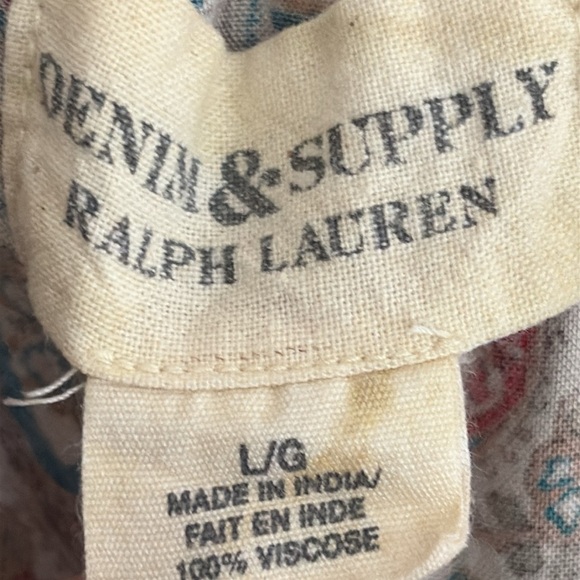 DENIM & SUPPLY
RALPH LAUREN
L/G
MADE IN INDIA/
FAIT EN INDE
100% VISCOSE